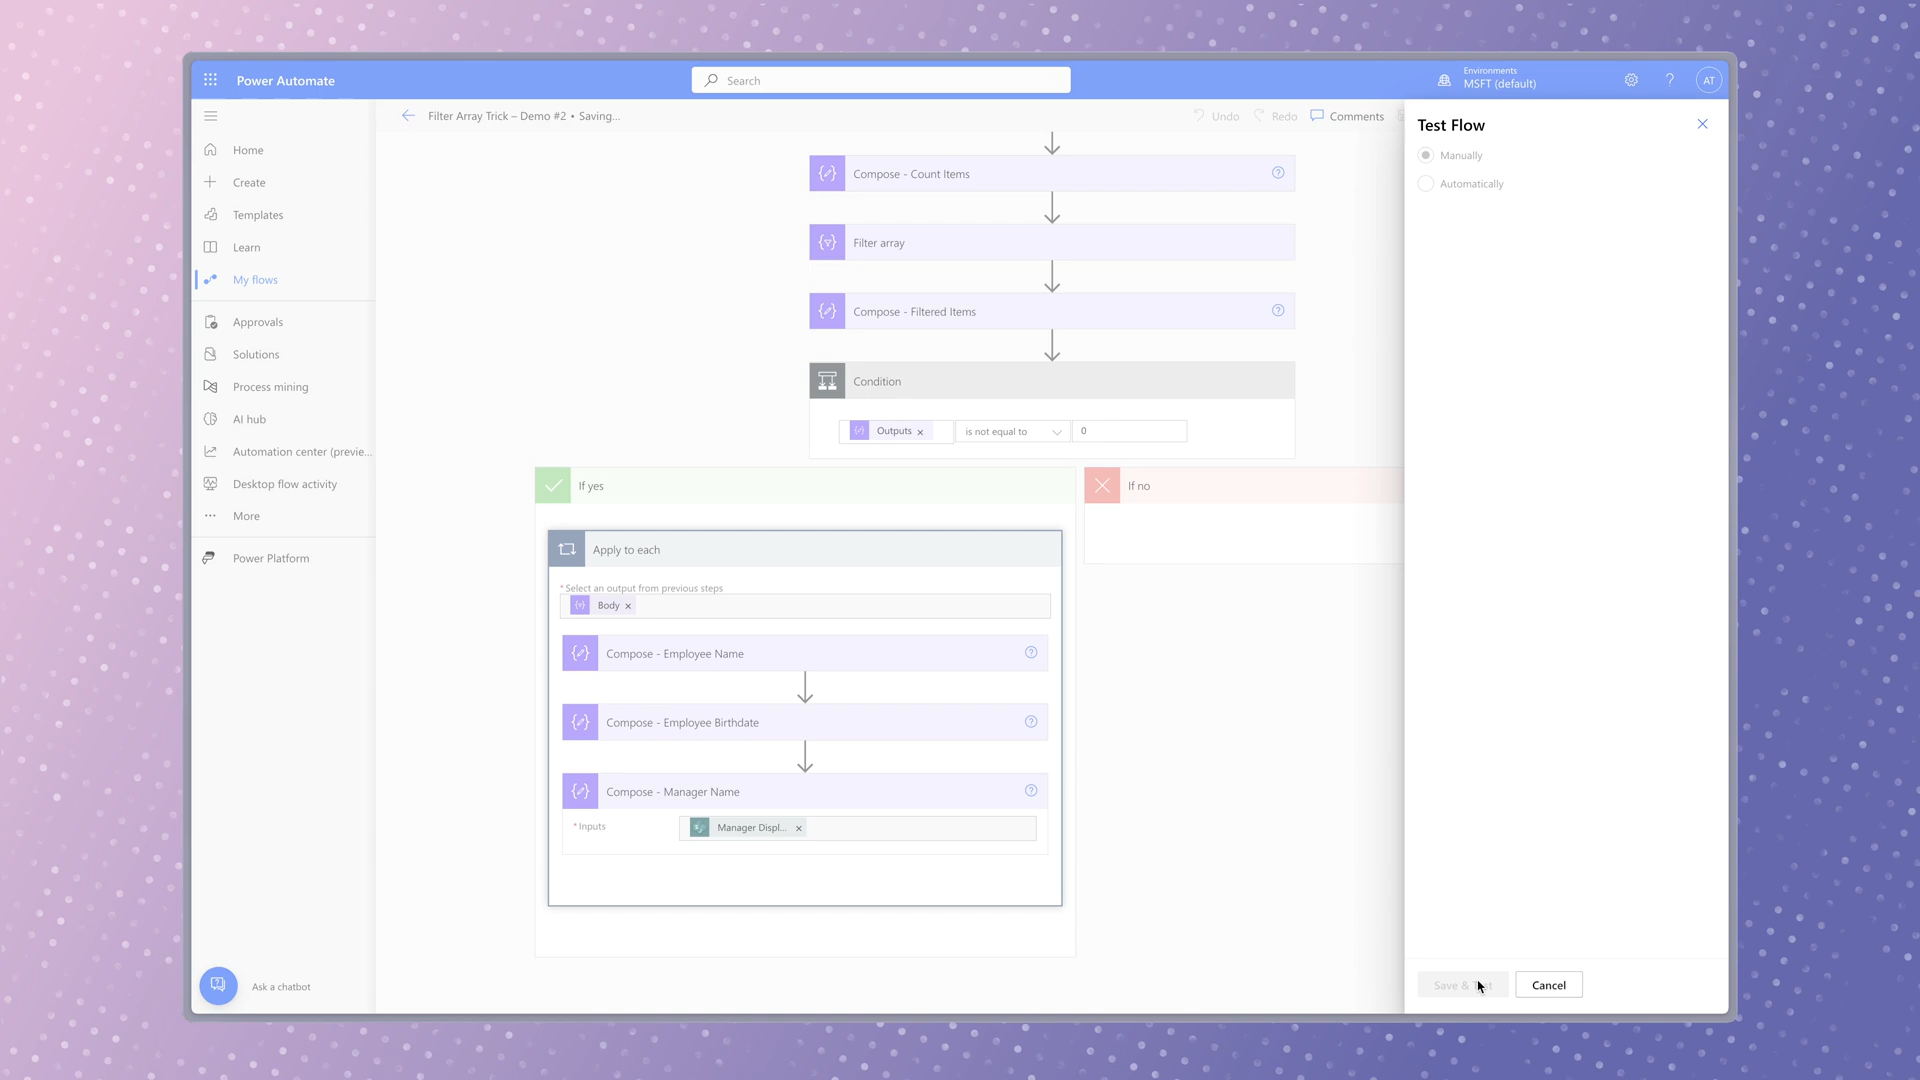 Power Automate
Search
Environments
MSFT (default)
AT
Filter Array Trick – Demo #2 • Saving...
Undo
Redo
Comments
Home
Create
Templates
Learn
My flows
Approvals
Solutions
Process mining
AI hub
Automation center (previe...
Desktop flow activity
More
Power Platform
Ask a chatbot
Compose - Count Items
Filter array
Compose - Filtered Items
Condition
Outputs ×
is not equal to
0
If yes
If no
Apply to each
* Select an output from previous steps
Body ×
Compose - Employee Name
Compose - Employee Birthdate
Compose - Manager Name
* Inputs
Manager Displ... ×
Test Flow
Manually
Automatically
Save &
Cancel